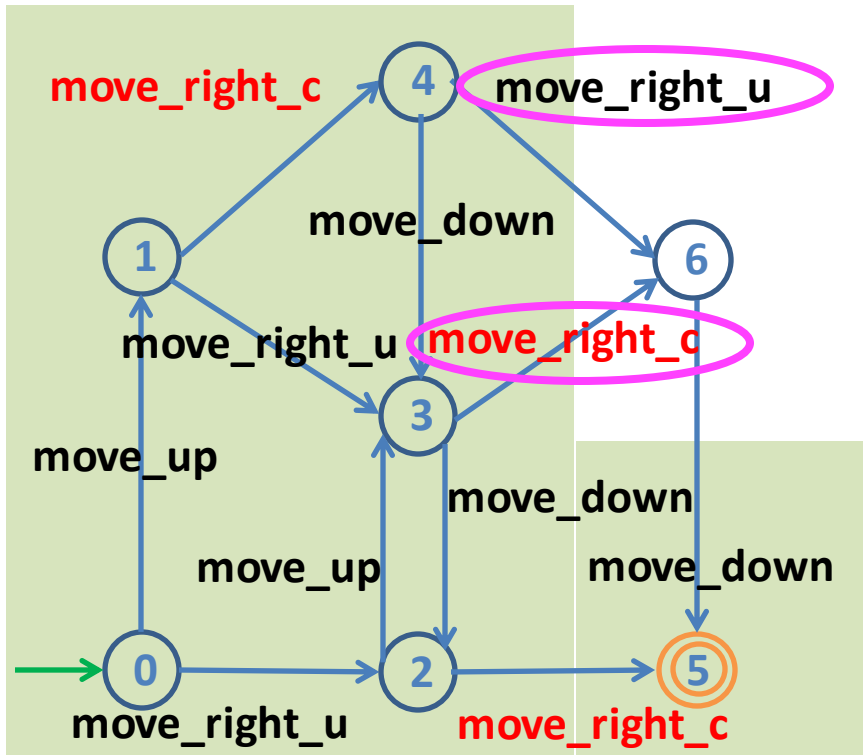 4
move_right_c
move_right_u
move_down
1
6
move_right_u
move_right_c
3
move_up
move_down
move_up
move_down
0
2
5
move_right_u
move_right_c